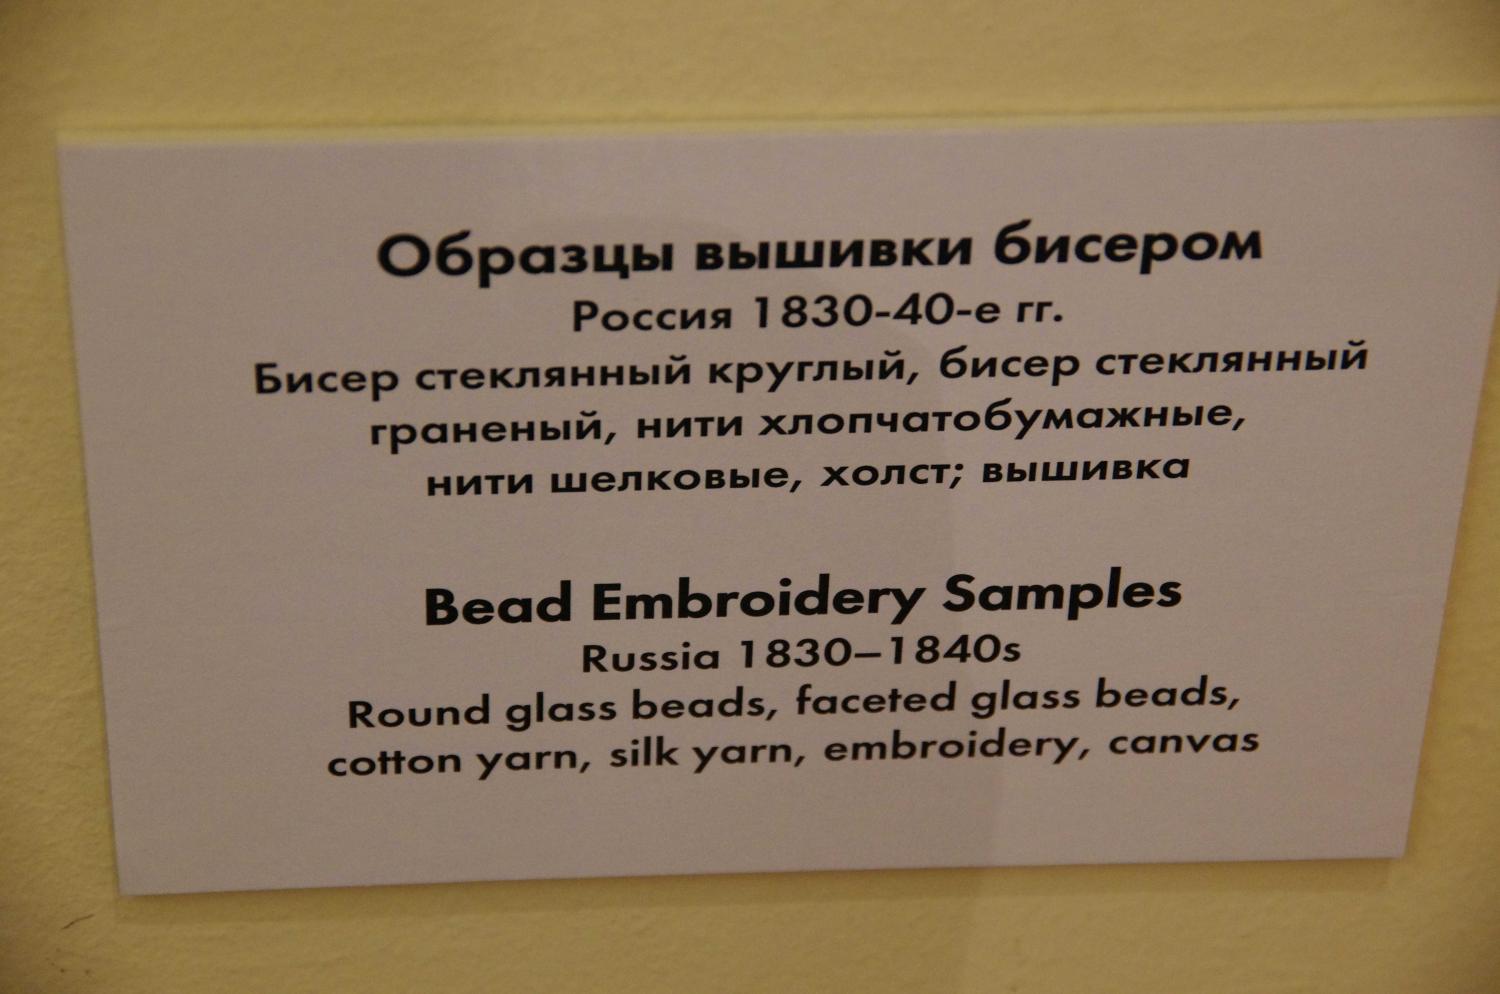 Образцы вышивки бисером
Россия 1830-40-е гг.
Бисер стеклянный круглый, бисер стеклянный
граненый, нити хлопчатобумажные,
нити шелковые, холст; вышивка
Bead Embroidery Samples
Russia 1830–1840s
Round glass beads, faceted glass beads,
cotton yarn, silk yarn, embroidery, canvas